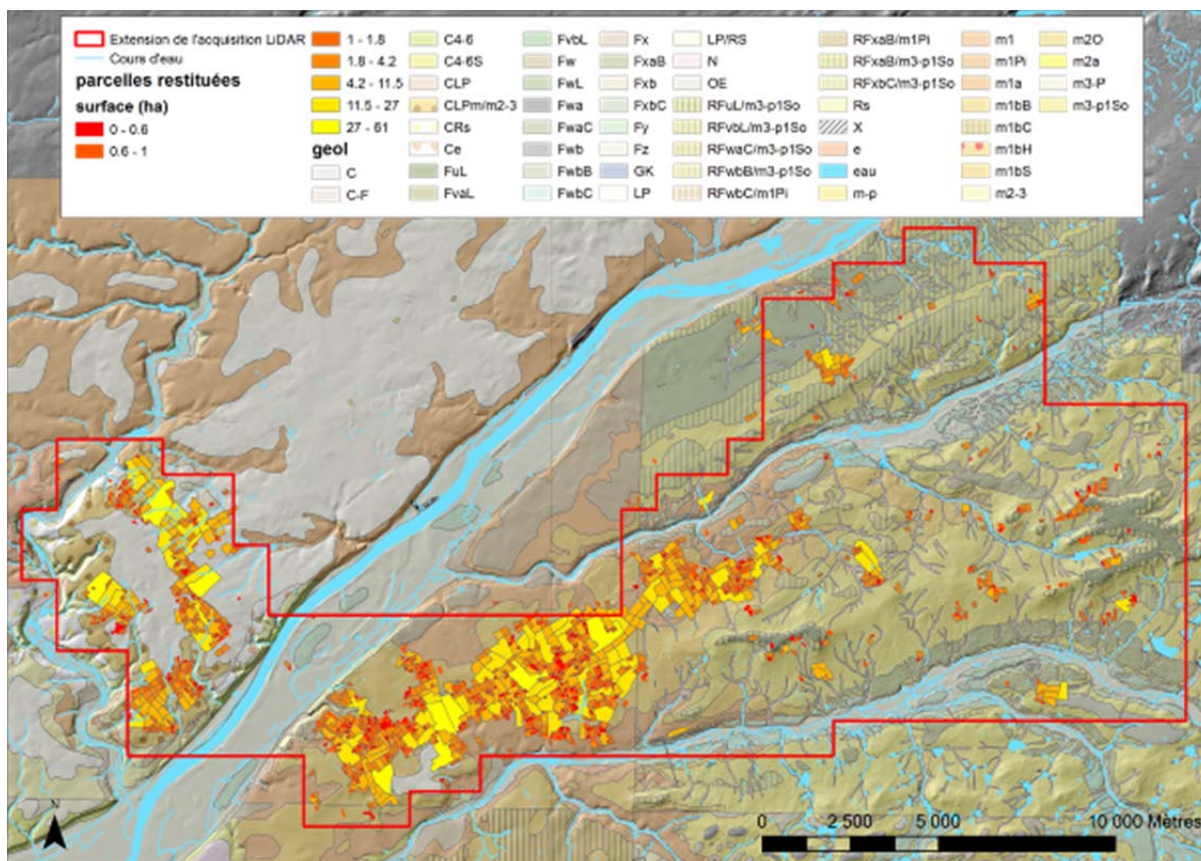 Extension de l'acquisition LiDAR
Cours d'eau
parcelles restituées
surface (ha)
0 - 0.6
0.6 - 1
1 - 1.8
1.8 - 4.2
4.2 - 11.5
11.5 - 27
27 - 61
geol
C
C-F
C4-6
C4-6S
CLP
CLPm/m2-3
CRs
Ce
FuL
FvaL
FvbL
Fw
FwL
Fwa
FwaC
Fwb
FwbB
FwbC
Fx
FxaB
Fxb
FxbC
Fy
Fz
GK
LP
LP/RS
N
OE
RFuL/m3-p1So
RFvbL/m3-p1So
RFwaC/m3-p1So
RFwbB/m3-p1So
RFwbC/m1Pi
RFxaB/m1Pi
RFxaB/m3-p1So
RFxbC/m3-p1So
Rs
X
e
eau
m-p
m1
m1Pi
m1a
m1bB
m1bC
m1bH
m1bS
m2-3
m2O
m2a
m3-P
m3-p1So
N
0 2 500 5 000 10 000 Mètres